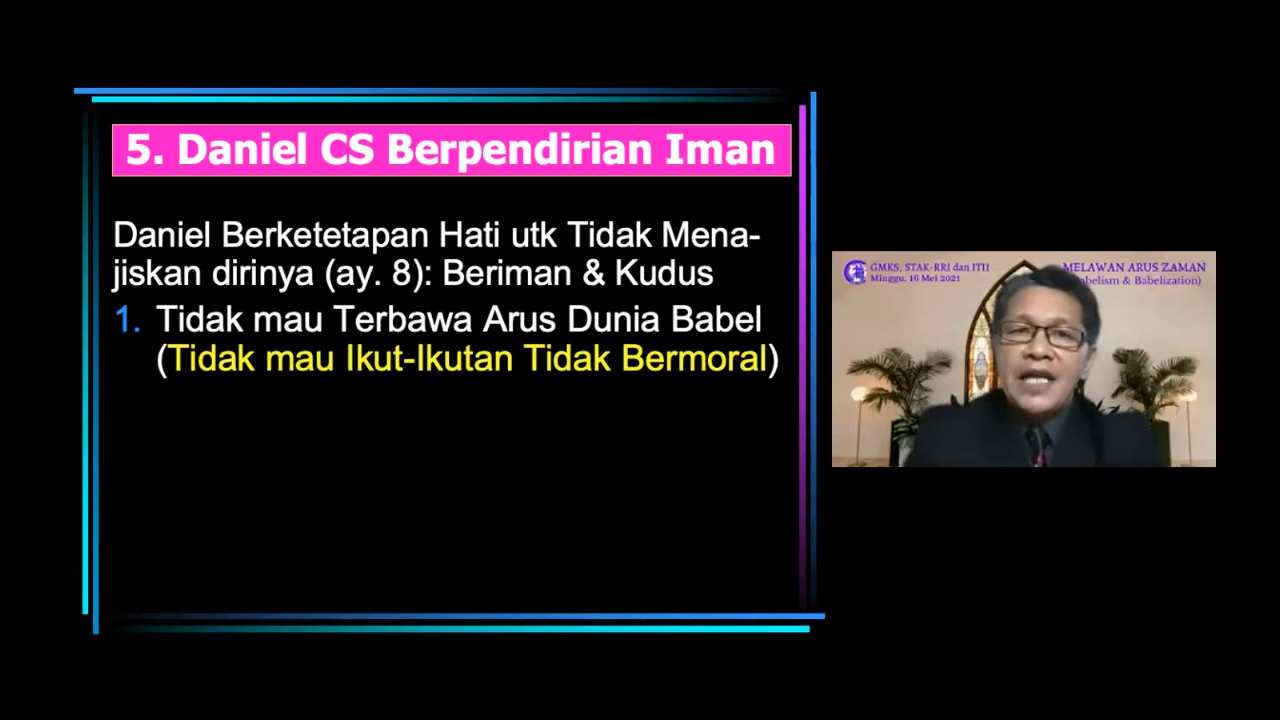 5. Daniel CS Berpendirian Iman
Daniel Berketetapan Hati utk Tidak Mena-
jiskan dirinya (ay. 8): Beriman & Kudus
1. Tidak mau Terbawa Arus Dunia Babel
(Tidak mau Ikut-Ikutan Tidak Bermoral)
GMKS, STAK-RRI dan ITII
Minggu, 16 Mei 2021
MELAWAN ARUS ZAMAN
& Babelization)